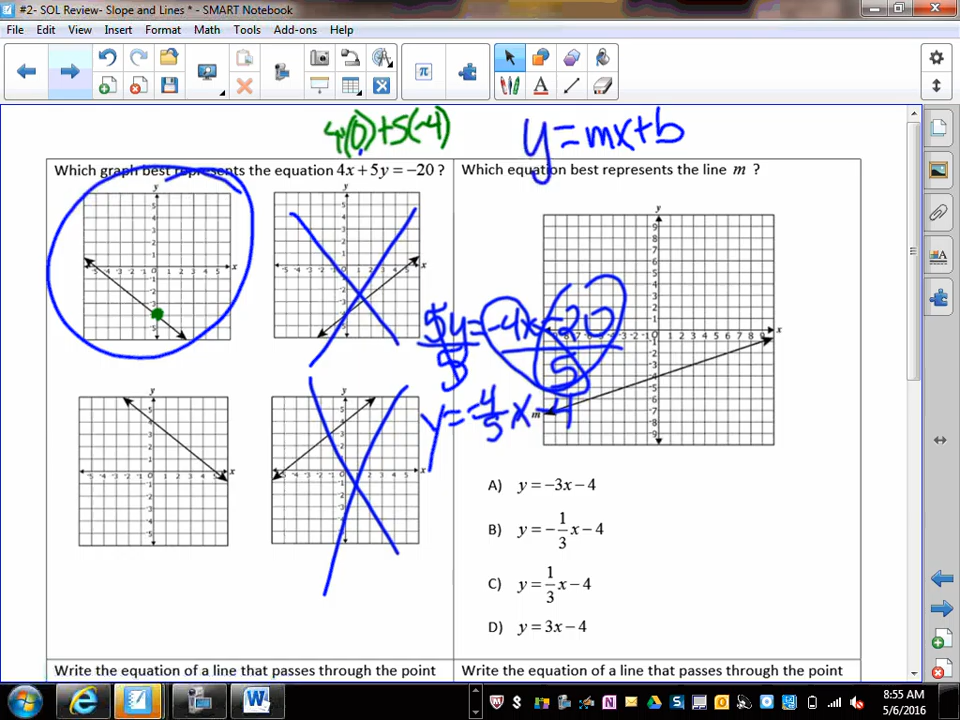 #2- SOL Review- Slope and Lines * - SMART Notebook
File Edit View Insert Format Math Tools Add-ons Help
4(0)+5(-4)
y=mx+b
Which graph best represents the equation 4x + 5y = −20 ?
Which equation best represents the line m ?
5y = -4x -20
5 5
y = -4/5 x -4
m
A) y = −3x − 4
B) y = −1/3 x − 4
C) y = 1/3 x − 4
D) y = 3x − 4
Write the equation of a line that passes through the point
Write the equation of a line that passes through the point
8:55 AM
5/6/2016